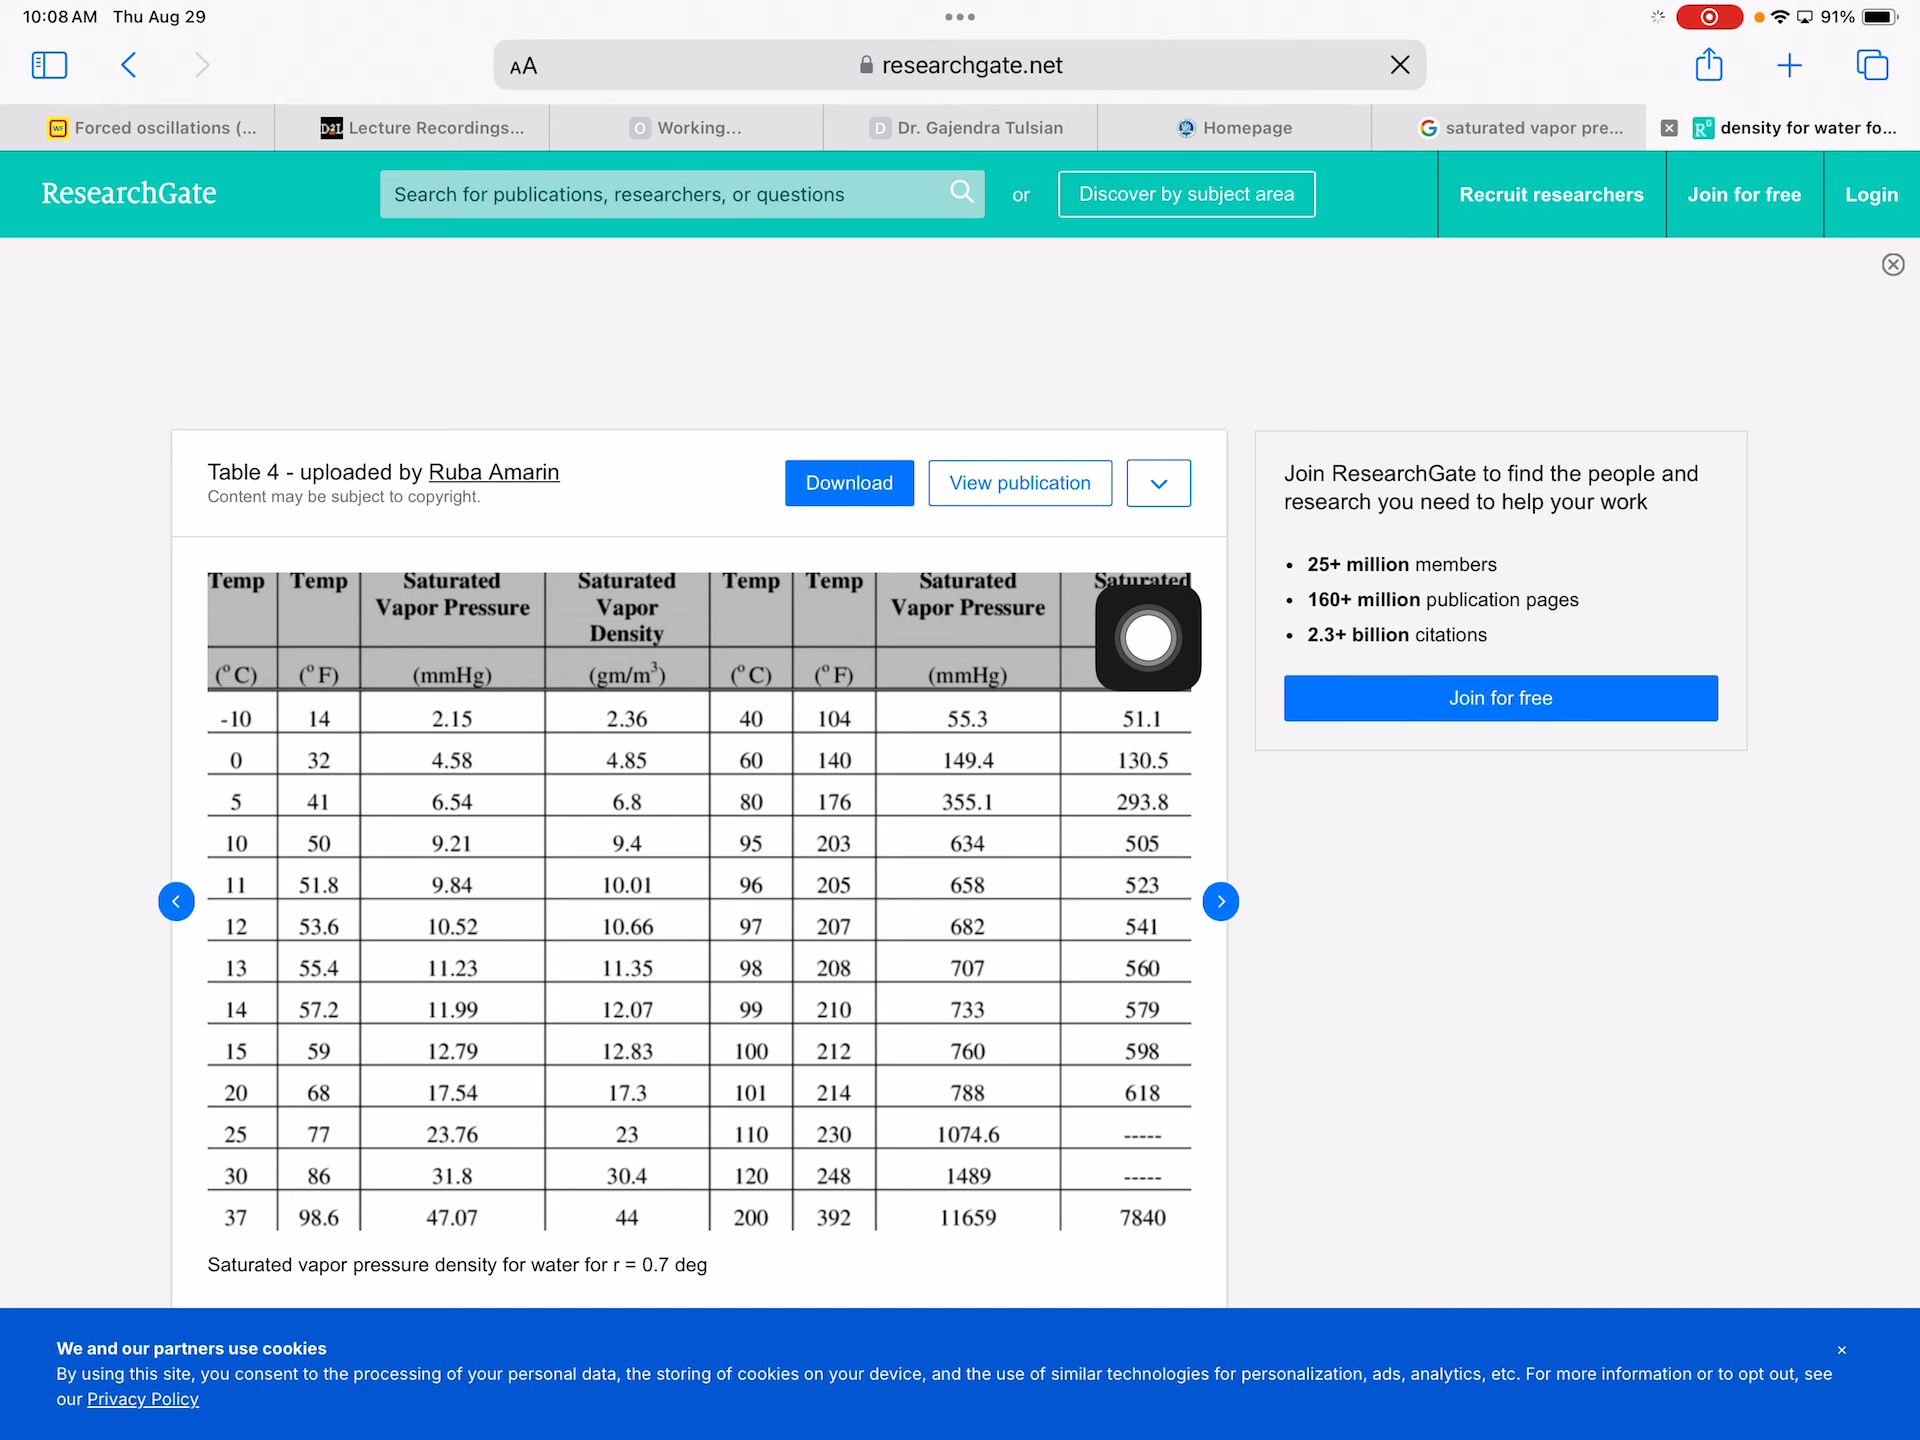 10:08 AM Thu Aug 29
91%
AA researchgate.net
Forced oscillations (... Lecture Recordings... Working... Dr. Gajendra Tulsian Homepage saturated vapor pre... density for water fo...
ResearchGate Search for publications, researchers, or questions or Discover by subject area Recruit researchers Join for free Login
Table 4 - uploaded by Ruba Amarin
Content may be subject to copyright.
Download View publication
Temp Temp Saturated Saturated Temp Temp Saturated Saturated
Vapor Pressure Vapor Vapor Pressure
Density
(°C) (°F) (mmHg) (gm/m³) (°C) (°F) (mmHg)
-10 14 2.15 2.36 40 104 55.3 51.1
0 32 4.58 4.85 60 140 149.4 130.5
5 41 6.54 6.8 80 176 355.1 293.8
10 50 9.21 9.4 95 203 634 505
11 51.8 9.84 10.01 96 205 658 523
12 53.6 10.52 10.66 97 207 682 541
13 55.4 11.23 11.35 98 208 707 560
14 57.2 11.99 12.07 99 210 733 579
15 59 12.79 12.83 100 212 760 598
20 68 17.54 17.3 101 214 788 618
25 77 23.76 23 110 230 1074.6 -----
30 86 31.8 30.4 120 248 1489 -----
37 98.6 47.07 44 200 392 11659 7840
Saturated vapor pressure density for water for r = 0.7 deg
Join ResearchGate to find the people and
research you need to help your work
• 25+ million members
• 160+ million publication pages
• 2.3+ billion citations
Join for free
We and our partners use cookies
By using this site, you consent to the processing of your personal data, the storing of cookies on your device, and the use of similar technologies for personalization, ads, analytics, etc. For more information or to opt out, see
our Privacy Policy